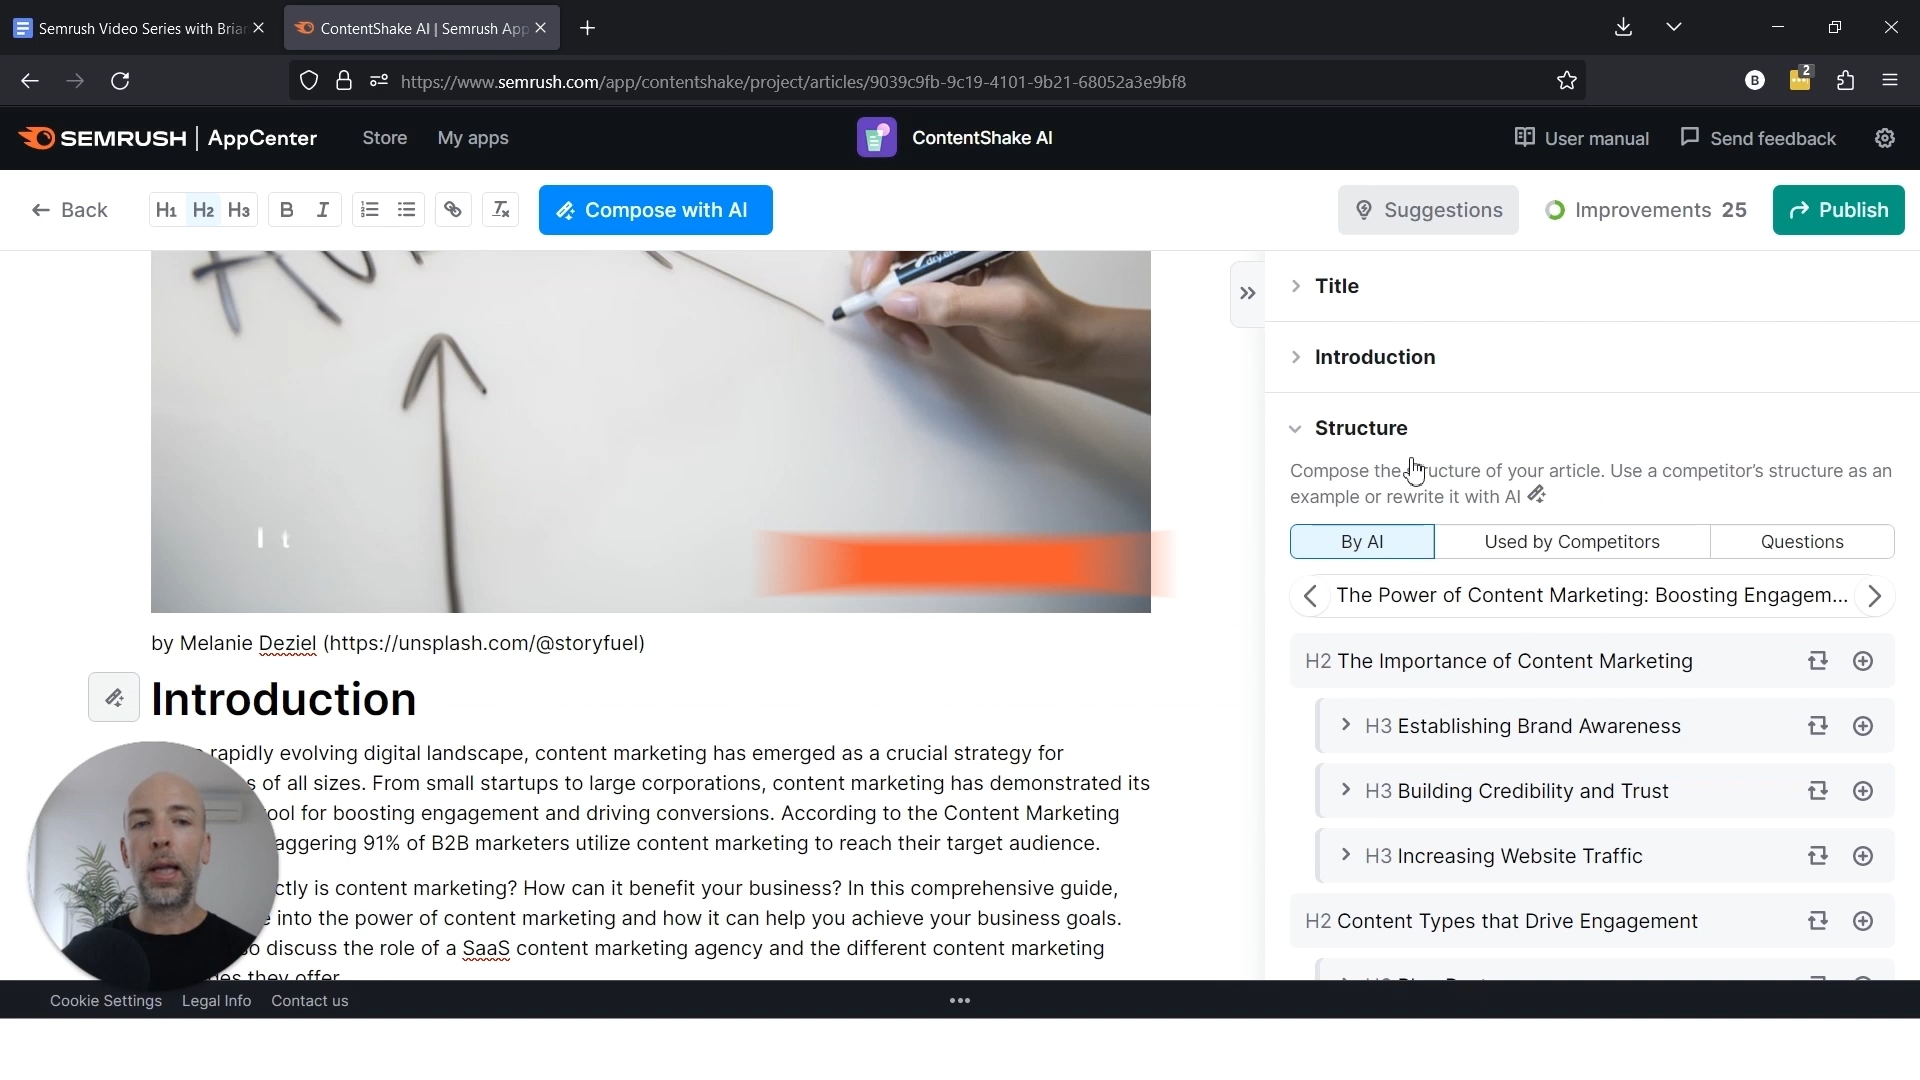 Semrush Video Series with Brian
ContentShake AI | Semrush App
https://www.semrush.com/app/contentshake/project/articles/9039c9fb-9c19-4101-9b21-68052a3e9bf8
B
2
SEMRUSH | AppCenter
Store
My apps
ContentShake AI
User manual
Send feedback
Back
H1 H2 H3 B I
Compose with AI
Suggestions
Improvements 25
Publish
I t
by Melanie Deziel (https://unsplash.com/@storyfuel)
Introduction
rapidly evolving digital landscape, content marketing has emerged as a crucial strategy for
of all sizes. From small startups to large corporations, content marketing has demonstrated its
for boosting engagement and driving conversions. According to the Content Marketing
91% of B2B marketers utilize content marketing to reach their target audience.
is content marketing? How can it benefit your business? In this comprehensive guide,
into the power of content marketing and how it can help you achieve your business goals.
discuss the role of a SaaS content marketing agency and the different content marketing
they offer.
Title
Introduction
Structure
Compose the structure of your article. Use a competitor's structure as an
example or rewrite it with AI
By AI
Used by Competitors
Questions
The Power of Content Marketing: Boosting Engagem...
H2 The Importance of Content Marketing
H3 Establishing Brand Awareness
H3 Building Credibility and Trust
H3 Increasing Website Traffic
H2 Content Types that Drive Engagement
Cookie Settings
Legal Info
Contact us